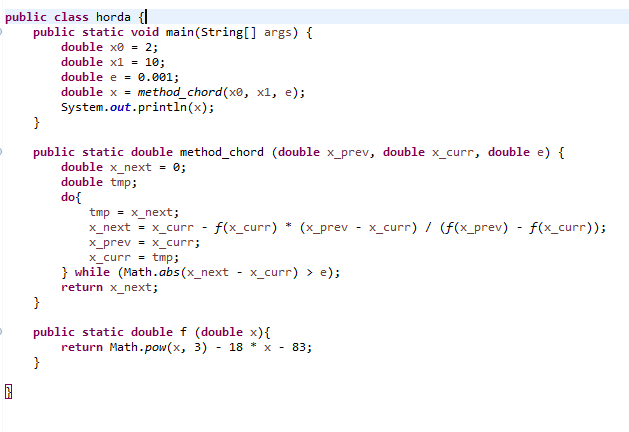 public class horda {
public static void main(String[] args) {
double x0 = 2;
double x1 = 10;
double e = 0.001;
double x = method_chord(x0, x1, e);
System.out.println(x);
}
public static double method_chord (double x_prev, double x_curr, double e) {
double x_next = 0;
double tmp;
do{
tmp = x_next;
x_next = x_curr - f(x_curr) * (x_prev - x_curr) / (f(x_prev) - f(x_curr));
x_prev = x_curr;
x_curr = tmp;
} while (Math.abs(x_next - x_curr) > e);
return x_next;
}
public static double f (double x){
return Math.pow(x, 3) - 18 * x - 83;
}
}